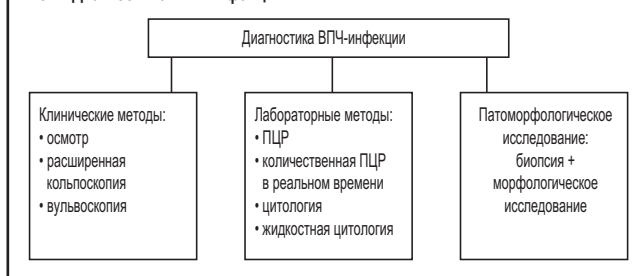 Диагностика ВПЧ-инфекции
Клинические методы:
• осмотр
• расширенная
кольпоскопия
• вульвоскопия
Лабораторные методы:
• ПЦР
• количественная ПЦР
в реальном времени
• цитология
• жидкостная цитология
Патоморфологическое
исследование:
биопсия +
морфологическое
исследование